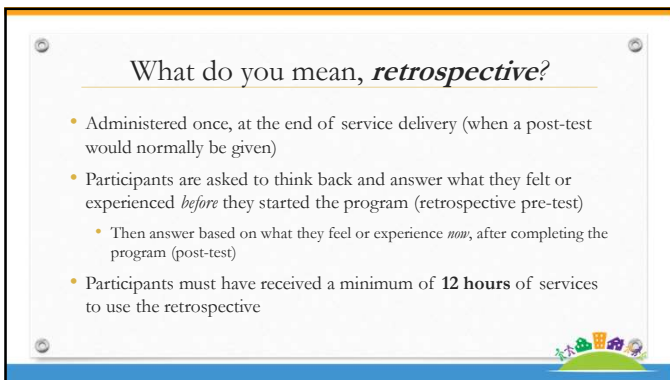 What do you mean, retrospective?
• Administered once, at the end of service delivery (when a post-test
would normally be given)
• Participants are asked to think back and answer what they felt or
experienced before they started the program (retrospective pre-test)
• Then answer based on what they feel or experience now, after completing the
program (post-test)
• Participants must have received a minimum of 12 hours of services
to use the retrospective